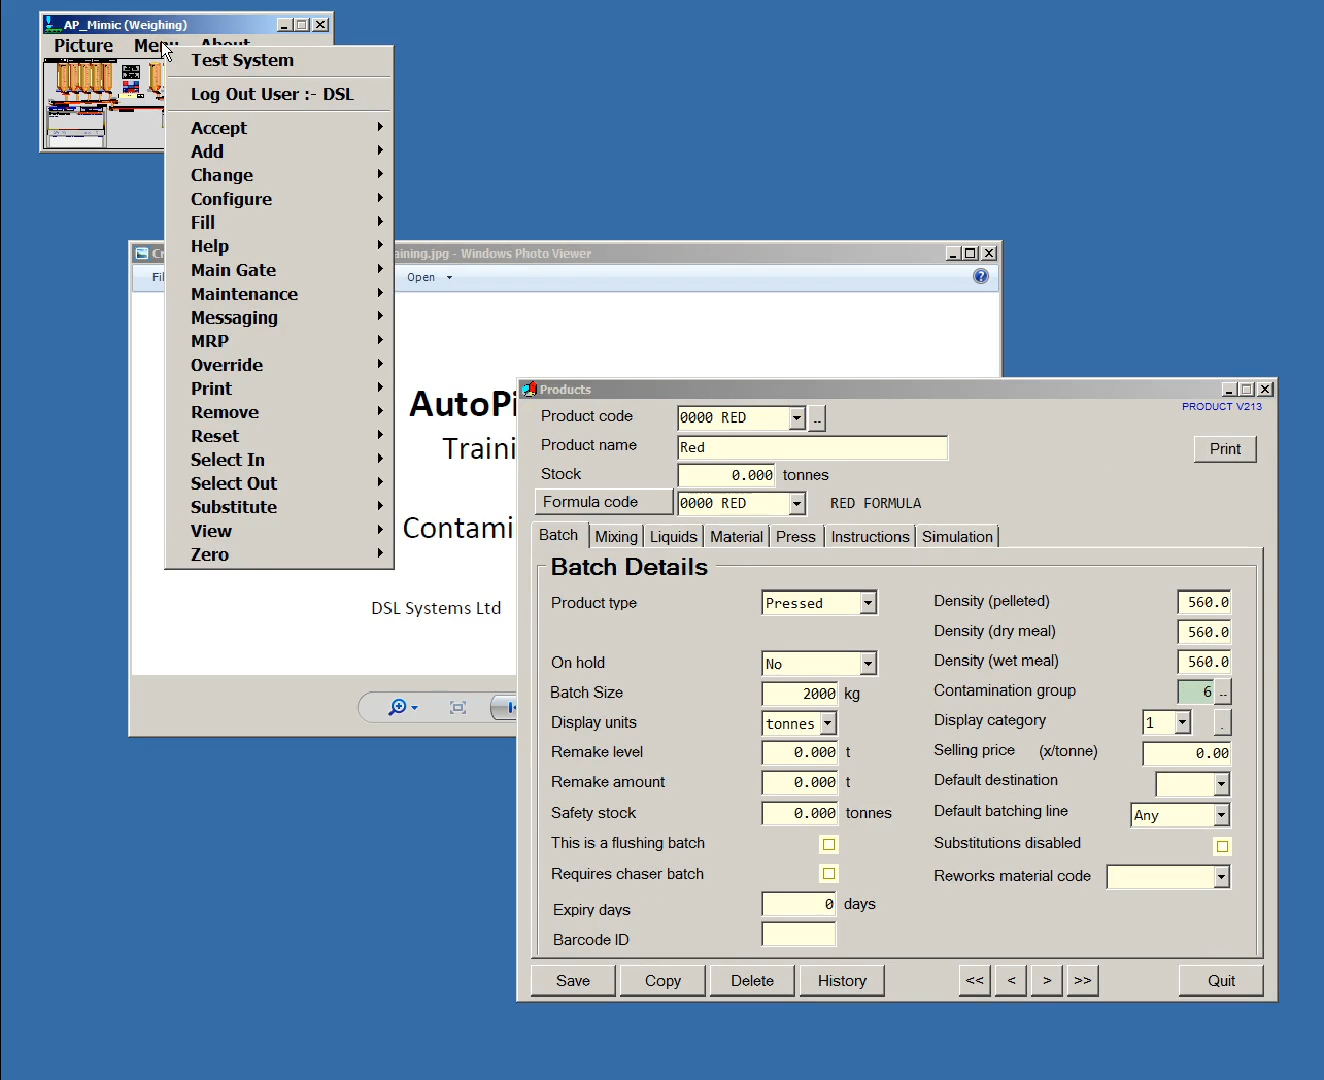 AP_Mimic (Weighing)
Picture Menu About
Test System
Log Out User :- DSL
Accept
Add
Change
Configure
Fill
Help
Main Gate
Maintenance
Messaging
MRP
Override
Print
Remove
Reset
Select In
Select Out
Substitute
View
Zero
Cr
aining.jpg - Windows Photo Viewer
Fil
Open
AutoPi
Traini
Contami
DSL Systems Ltd
Products
PRODUCT V213
Product code 0000 RED ..
Print
Product name Red
Stock 0.000 tonnes
Formula code 0000 RED RED FORMULA
Batch Mixing Liquids Material Press Instructions Simulation
Batch Details
Product type Pressed
On hold No
Batch Size 2000 kg
Display units tonnes
Remake level 0.000 t
Remake amount 0.000 t
Safety stock 0.000 tonnes
This is a flushing batch
Requires chaser batch
Expiry days 0 days
Barcode ID
Density (pelleted) 560.0
Density (dry meal) 560.0
Density (wet meal) 560.0
Contamination group 6 ..
Display category 1 .
Selling price (x/tonne) 0.00
Default destination
Default batching line Any
Substitutions disabled
Reworks material code
Save Copy Delete History << < > >> Quit